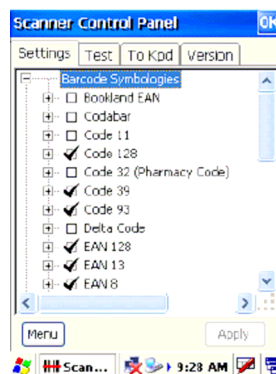 Scanner Control Panel OK
Settings Test To Kpd Version
Barcode Symbologies
Bookland EAN
Codabar
Code 11
Code 128
Code 32 (Pharmacy Code)
Code 39
Code 93
Delta Code
EAN 128
EAN 13
EAN 8
Menu Apply
Scan... 9:28 AM